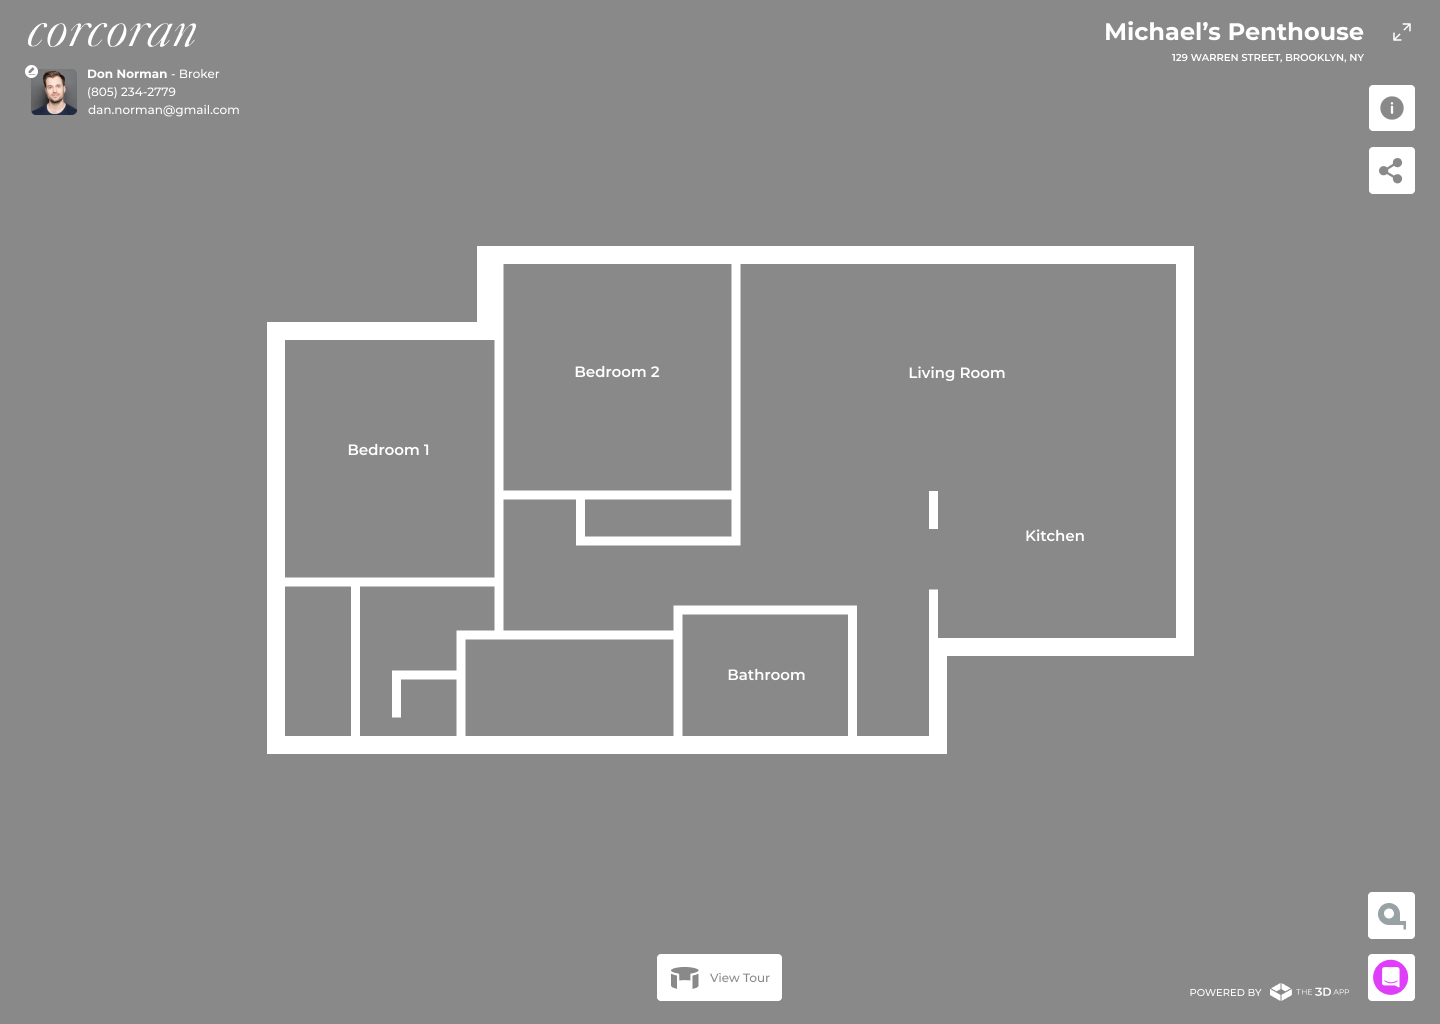 corcoran
Michael’s Penthouse
129 WARREN STREET, BROOKLYN, NY
Don Norman - Broker
(805) 234-2779
dan.norman@gmail.com
Bedroom 2
Living Room
Bedroom 1
Kitchen
Bathroom
View Tour
POWERED BY THE 3D APP